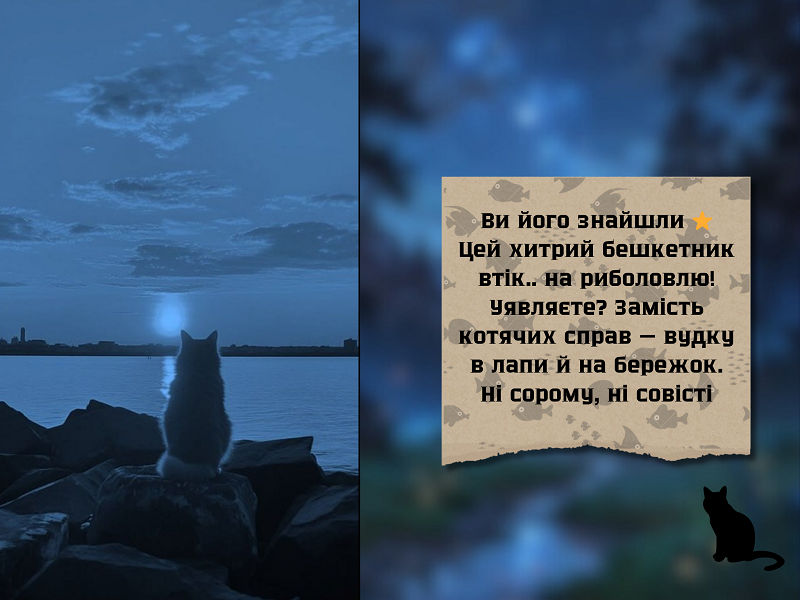 Ви його знайшли ⭐
Цей хитрий бешкетник
втік.. на риболовлю!
Уявляєте? Замість
котячих справ – вудку
в лапи й на бережок.
Ні сорому, ні совісті